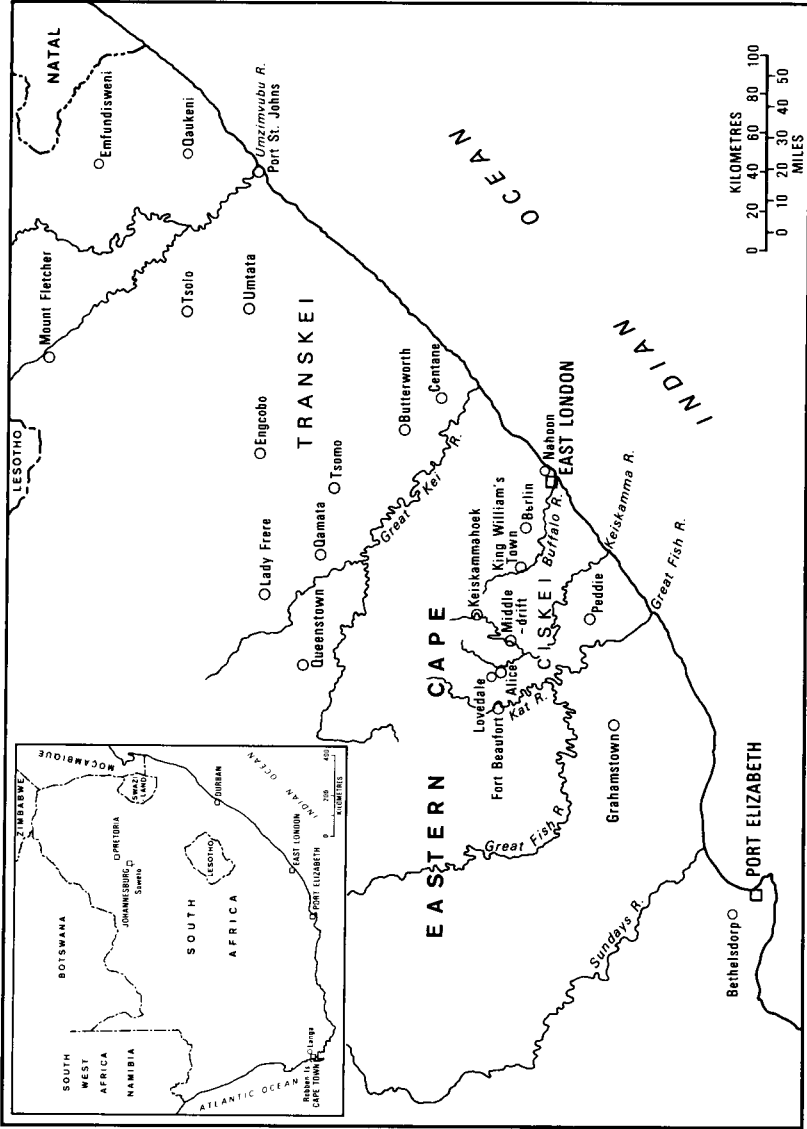 SOUTH
WEST
AFRICA
NAMIBIA
BOTSWANA
ZIMBABWE
MOCAMBIQUE
PRETORIA
JOHANNESBURG
Soweto
SWAZI
LAND
SOUTH
AFRICA
LESOTHO
DURBAN
EAST LONDON
PORT ELIZABETH
INDIAN OCEAN
ATLANTIC OCEAN
Robben Is.
Langa
CAPE TOWN
0 200 400
KILOMETRES
LESOTHO
NATAL
Mount Fletcher
Emfundisweni
Qaukeni
Umzimvubu R.
Port St. Johns
Tsolo
Umtata
TRANSKEI
Engcobo
Lady Frere
Tsomo
Qamata
Queenstown
Butterworth
Centane
Great Kei R.
EASTERN CAPE
Keiskammahoek
King William's
Town
Berlin
Nahoon
EAST LONDON
Buffalo R.
Middle
-drift
CISKEI
Lovedale
Alice
Fort Beaufort
Kat R.
Peddie
Keiskamma R.
Great Fish R.
Great Fish R
Grahamstown
Sundays R.
PORT ELIZABETH
Bethelsdorp
INDIAN OCEAN
KILOMETRES
0 20 40 60 80 100
0 10 20 30 40 50
MILES